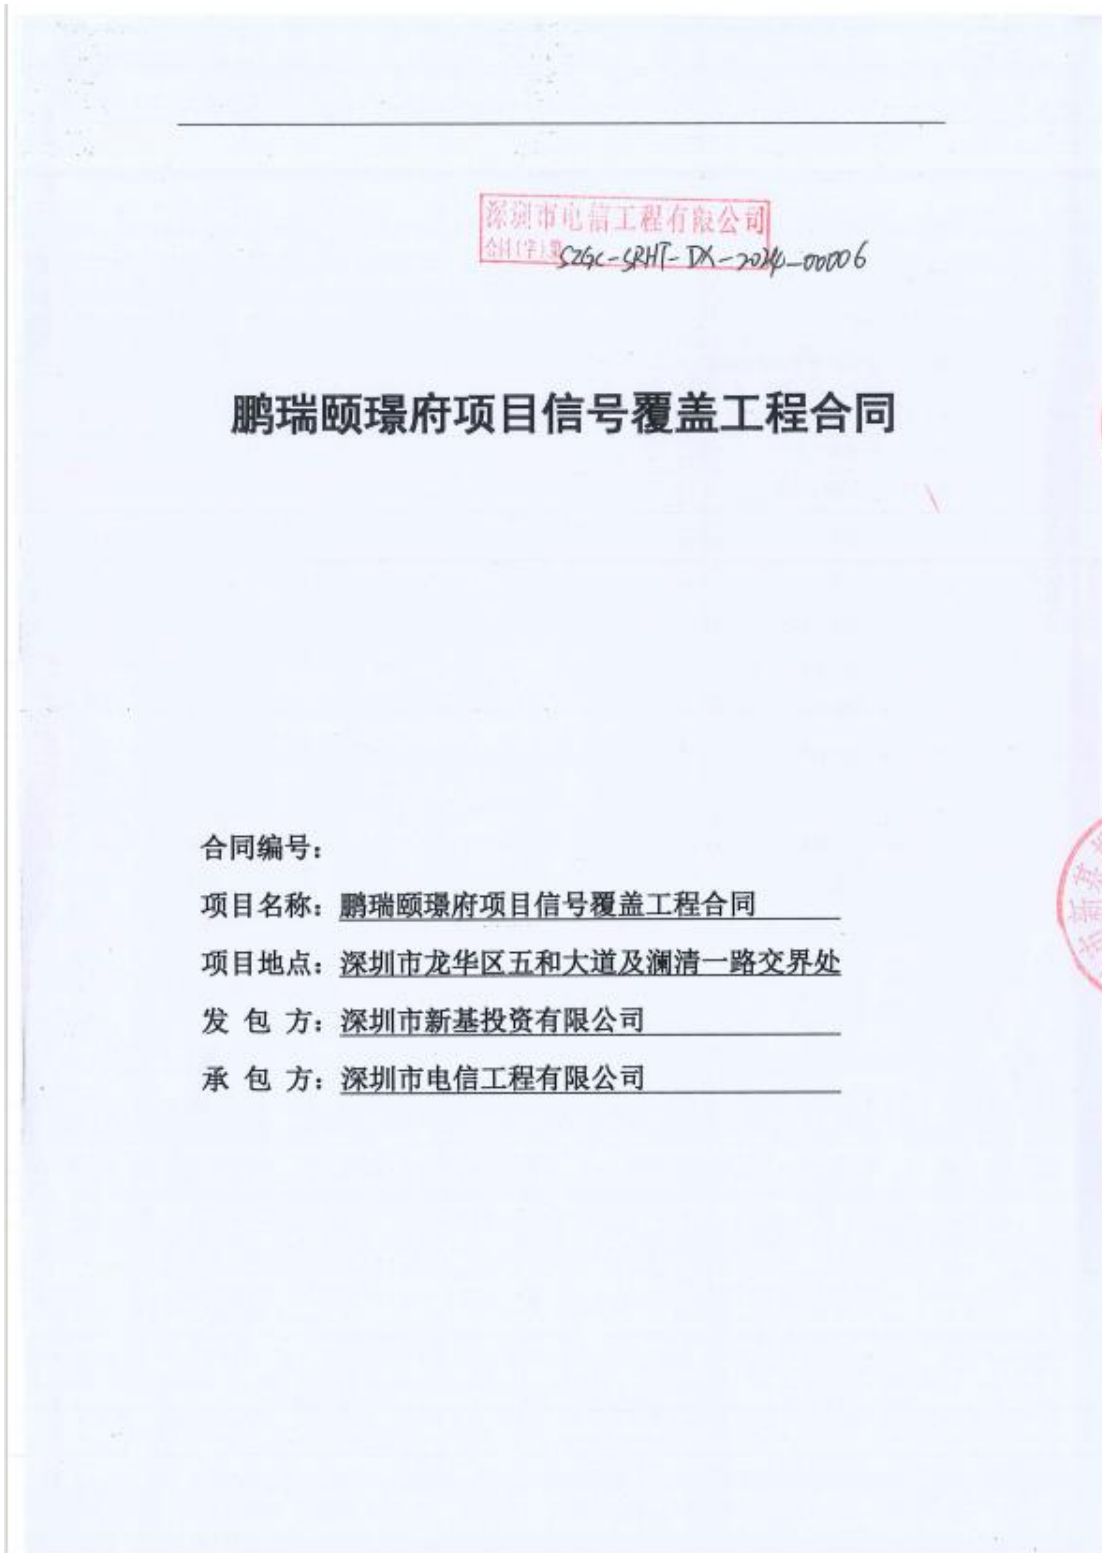 深圳市电信工程有限公司
合同(字)第SZGC-SRHT-DX-2024-00006
鹏瑞颐璟府项目信号覆盖工程合同
合同编号：
项目名称：鹏瑞颐璟府项目信号覆盖工程合同
项目地点：深圳市龙华区五和大道及澜清一路交界处
发 包 方：深圳市新基投资有限公司
承 包 方：深圳市电信工程有限公司
市新基投